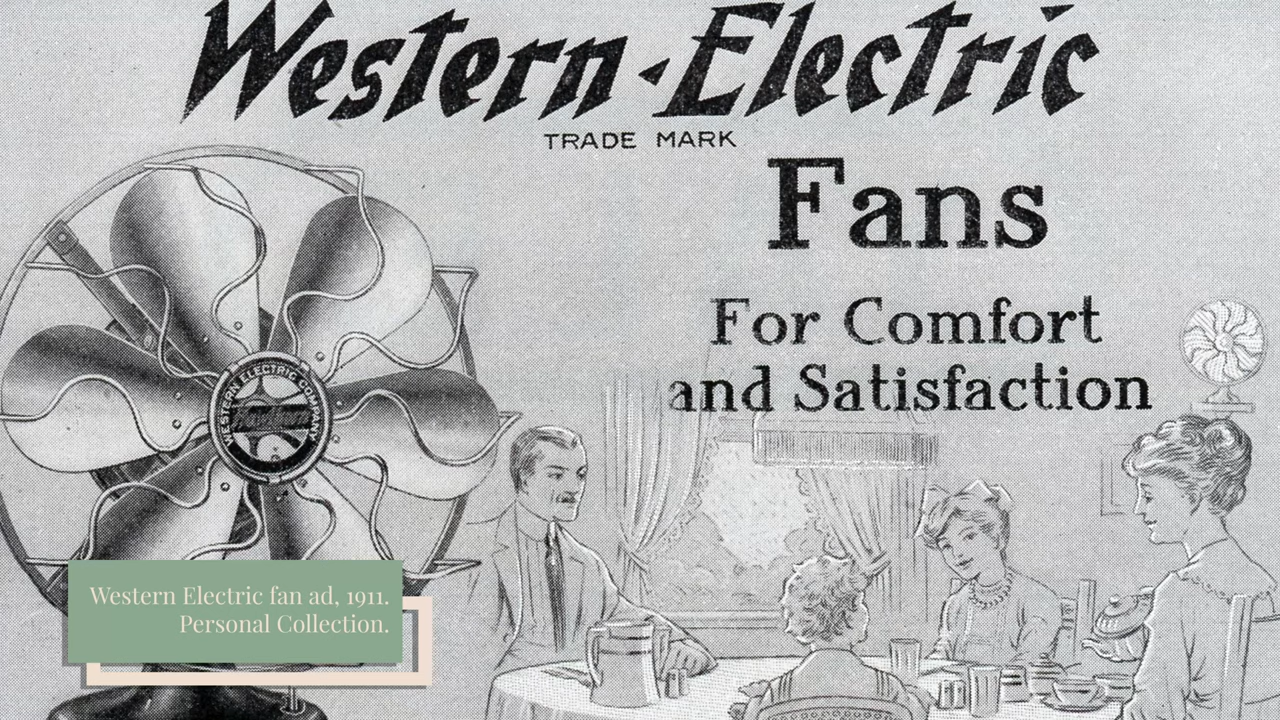 Western-Electric
TRADE MARK
Fans
For Comfort
and Satisfaction
WESTERN ELECTRIC COMPANY
Western Electric fan ad, 1911.
Personal Collection.